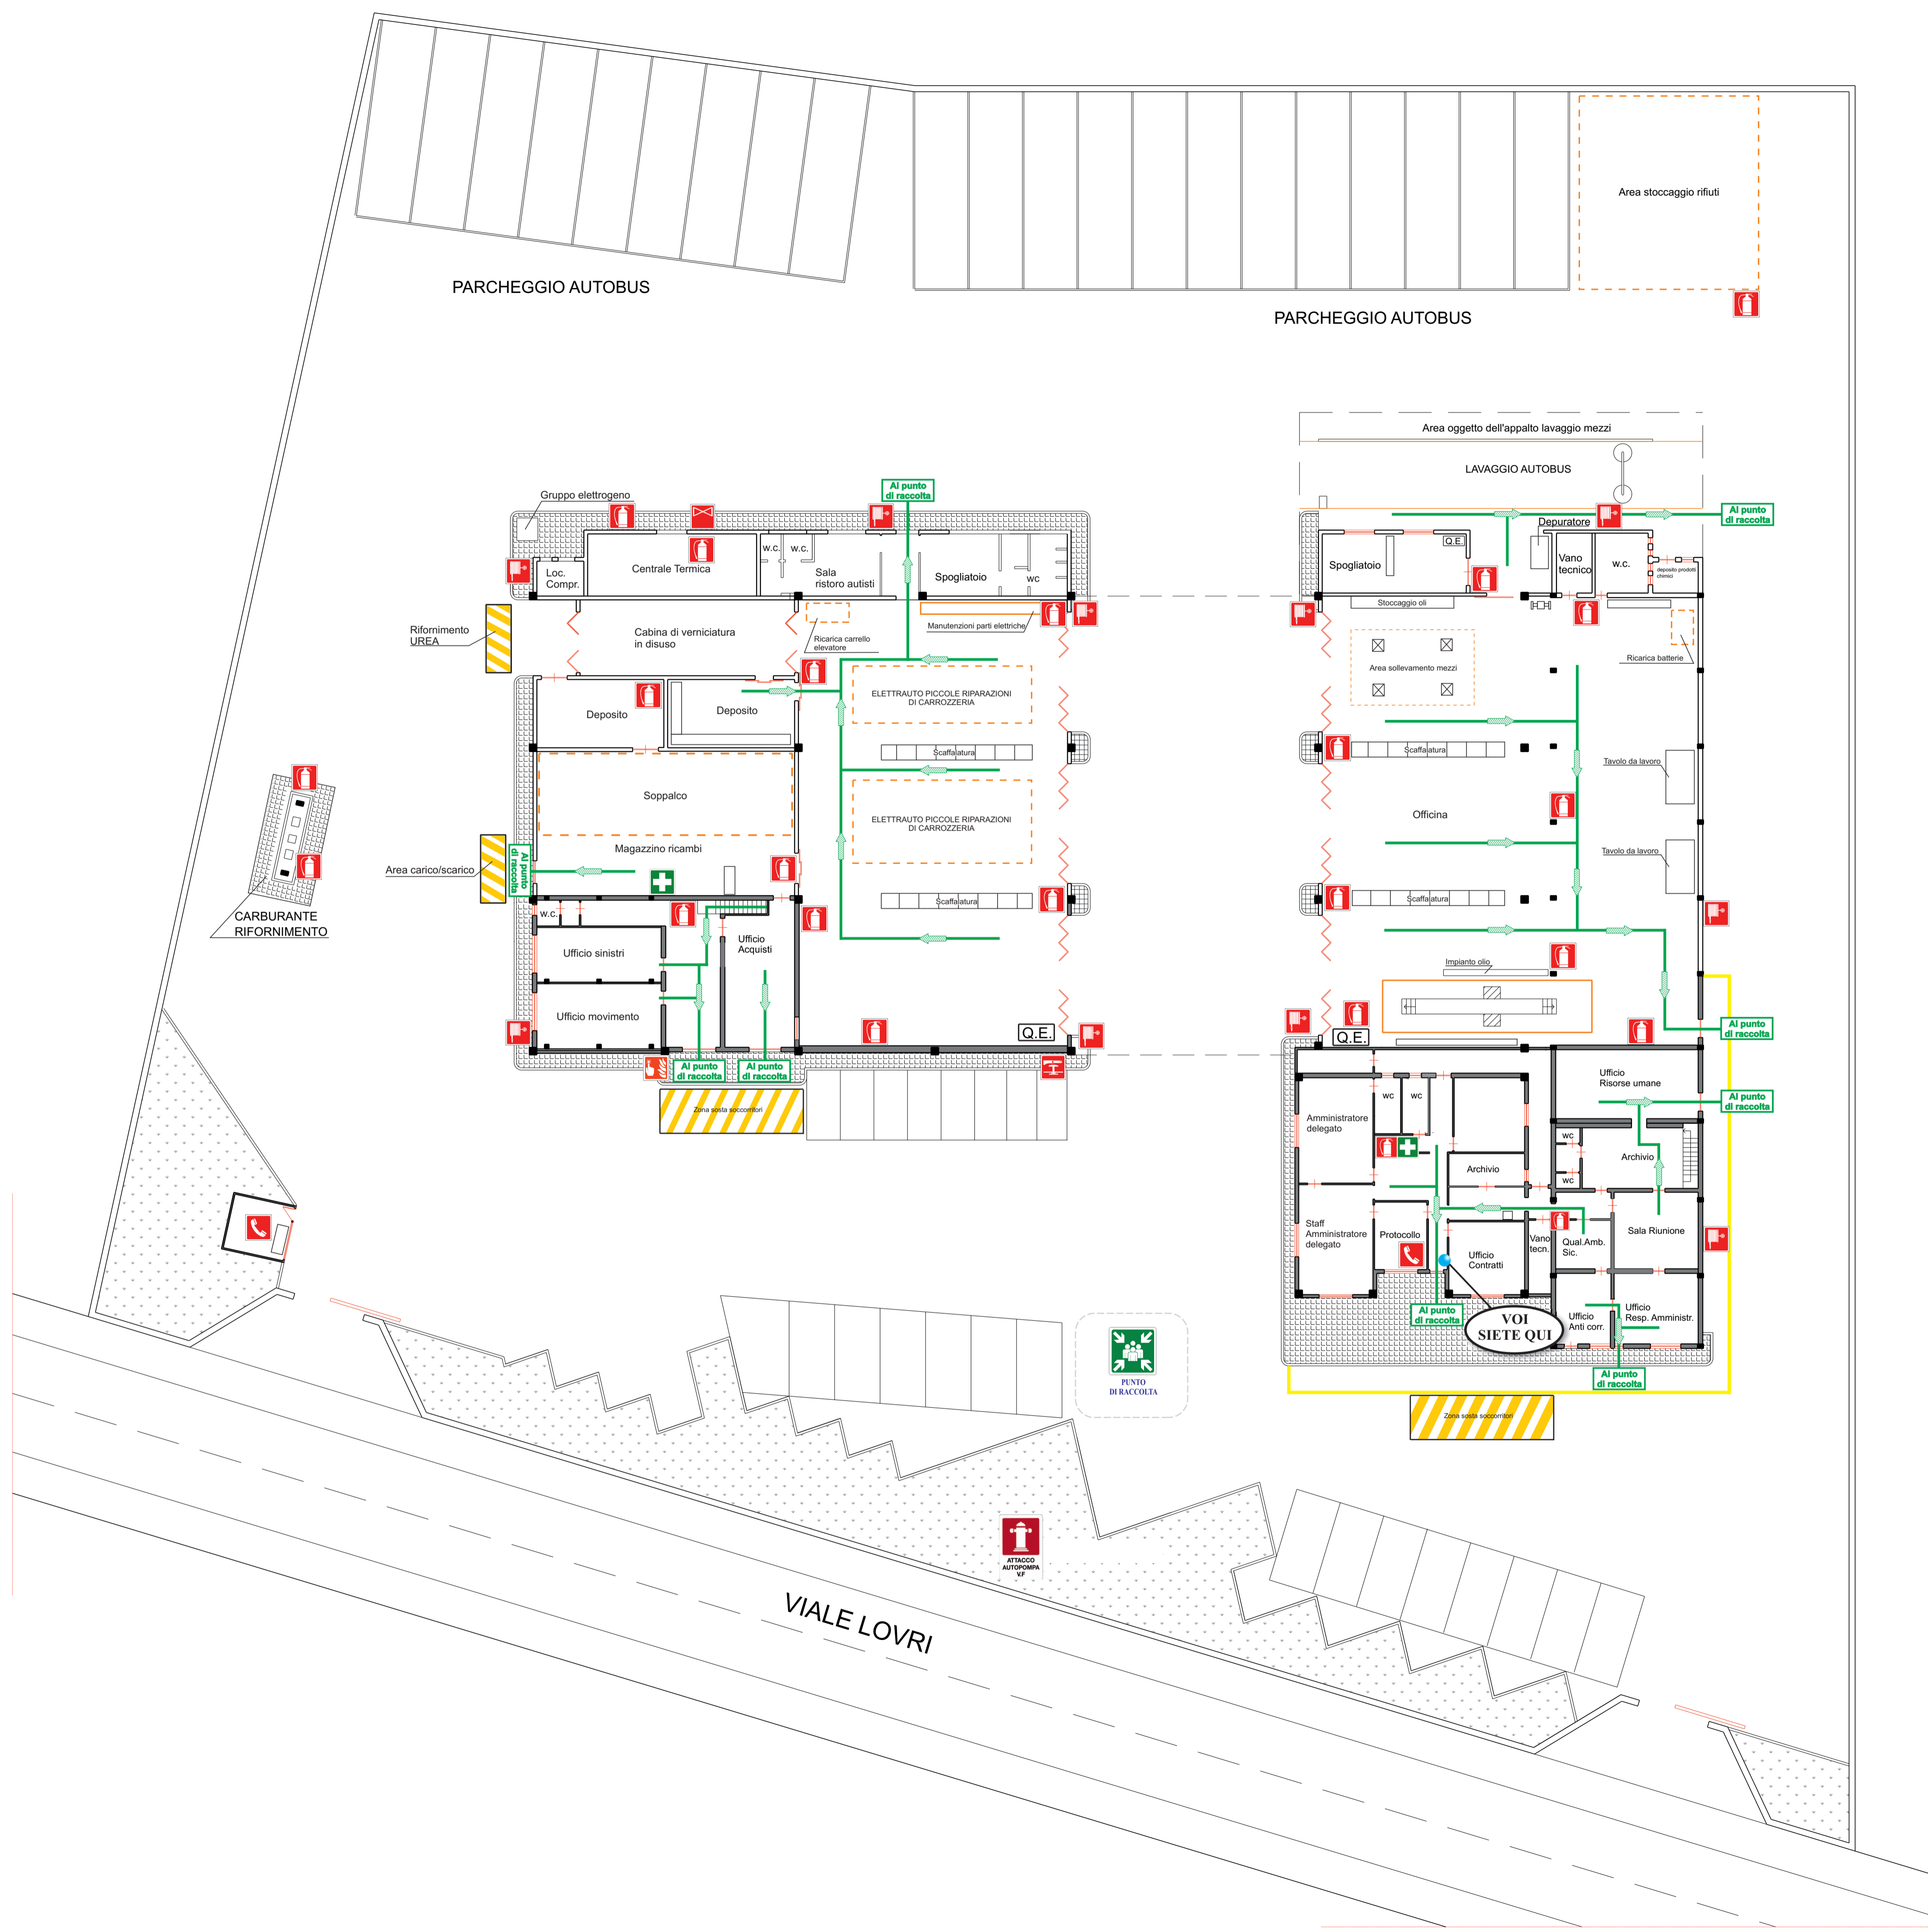 Area stoccaggio rifiuti
PARCHEGGIO AUTOBUS
PARCHEGGIO AUTOBUS
Area oggetto dell'appalto lavaggio mezzi
LAVAGGIO AUTOBUS
Gruppo elettrogeno
Al punto
di raccolta
Al punto
di raccolta
Depuratore
Loc.
Compr.
Centrale Termica
W.C.
W.C.
Sala
ristoro autisti
Spogliatoio
WC
Spogliatoio
Q.E.
Vano
tecnico
W.C.
deposito prodotti
chimici
Stoccaggio oli
Rifornimento
UREA
Cabina di verniciatura
in disuso
Ricarica carrello
elevatore
Manutenzioni parti elettriche
Area sollevamento mezzi
Ricarica batterie
Deposito
Deposito
ELETTRAUTO PICCOLE RIPARAZIONI
DI CARROZZERIA
Scaffalatura
Scaffalatura
Tavolo da lavoro
Soppalco
ELETTRAUTO PICCOLE RIPARAZIONI
DI CARROZZERIA
Officina
Magazzino ricambi
Tavolo da lavoro
Area carico/scarico
Al punto
di raccolta
Scaffalatura
Scaffalatura
CARBURANTE
RIFORNIMENTO
W.C.
Ufficio sinistri
Ufficio
Acquisti
Impianto olio
Ufficio movimento
Q.E.
Q.E.
Al punto
di raccolta
Al punto
di raccolta
Al punto
di raccolta
Zona sosta soccorritori
Ufficio
Risorse umane
Al punto
di raccolta
Amministratore
delegato
WC
WC
WC
Archivio
Archivio
WC
Staff
Amministratore
delegato
Protocollo
Ufficio
Contratti
Vano
tecn.
Qual.Amb.
Sic.
Sala Riunione
Al punto
di raccolta
VOI
SIETE QUI
Ufficio
Anti corr.
Ufficio
Resp. Amministr.
Al punto
di raccolta
PUNTO
DI RACCOLTA
Zona sosta soccorritori
ATTACCO
AUTOPOMPA
V.F
VIALE LOVRI